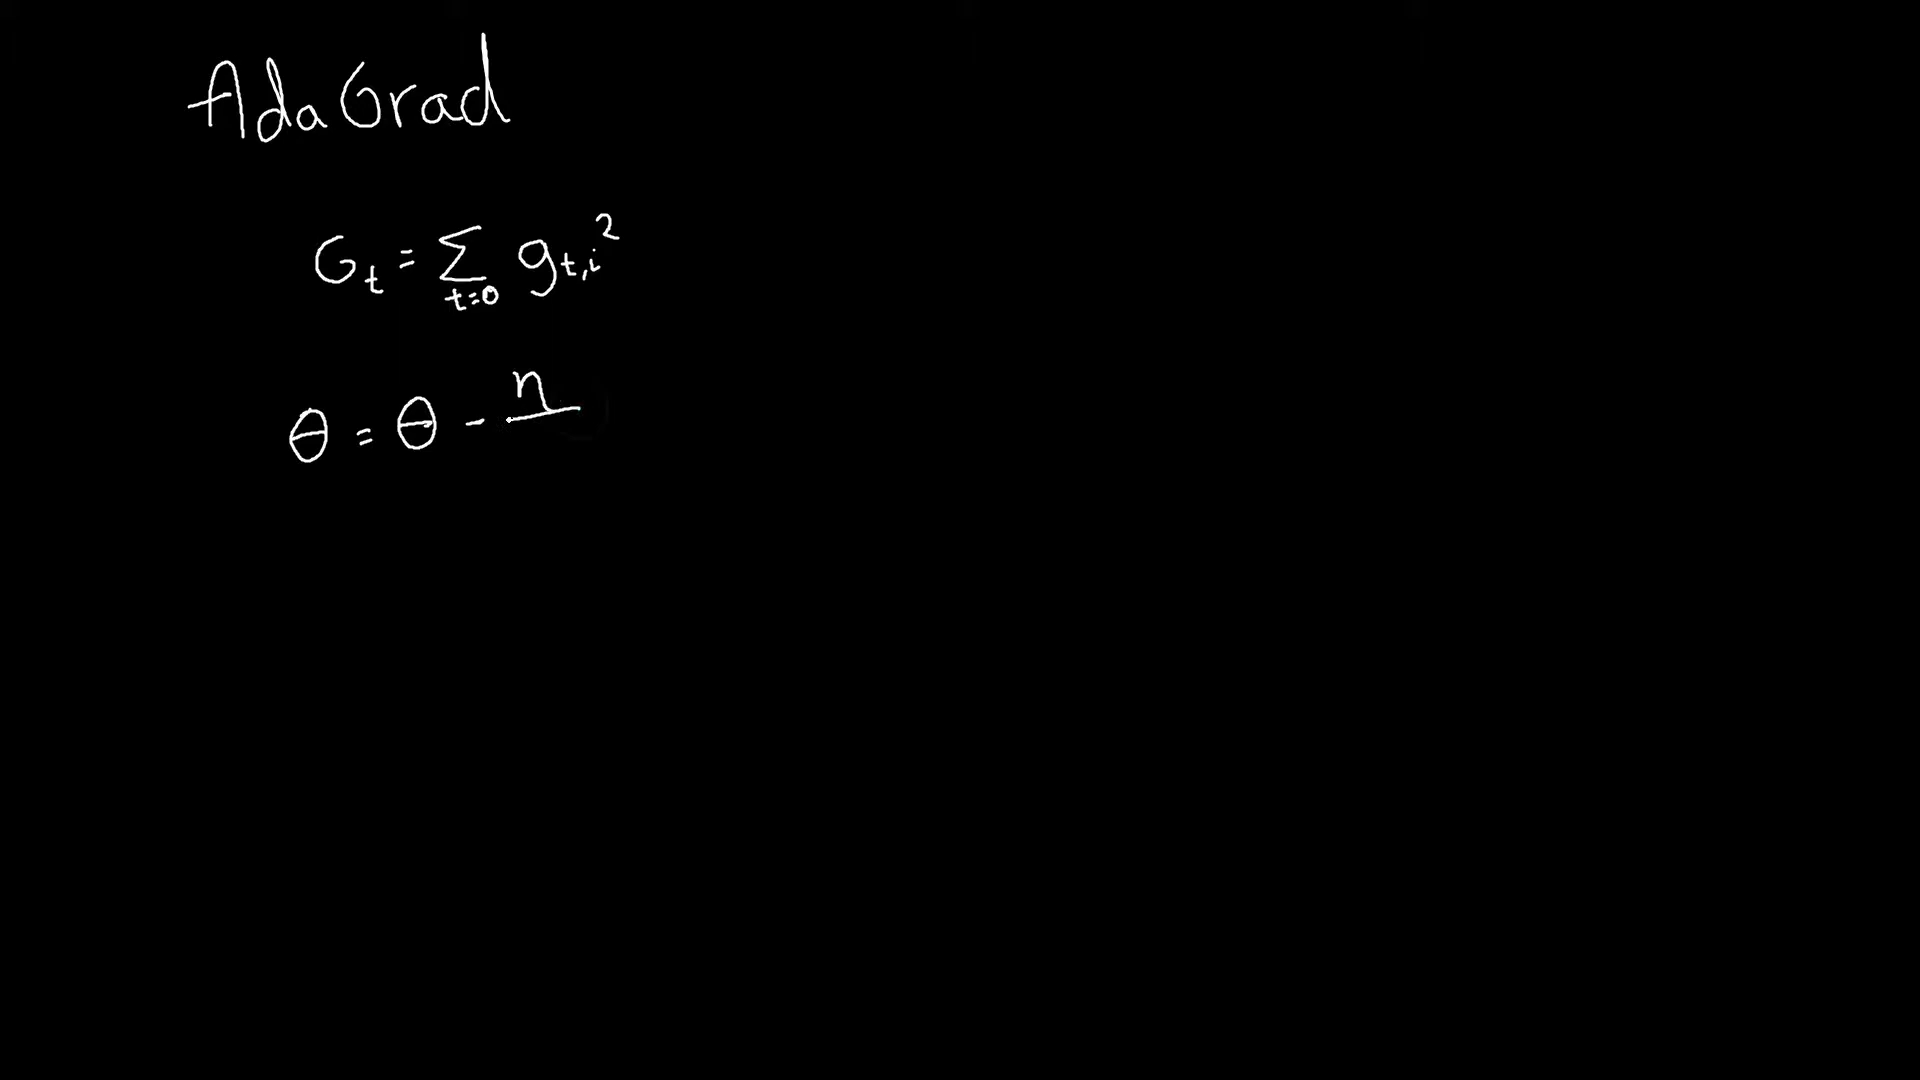 AdaGrad
G_t = Σ_{t=0} g_{t,i}^2
θ = θ - η/